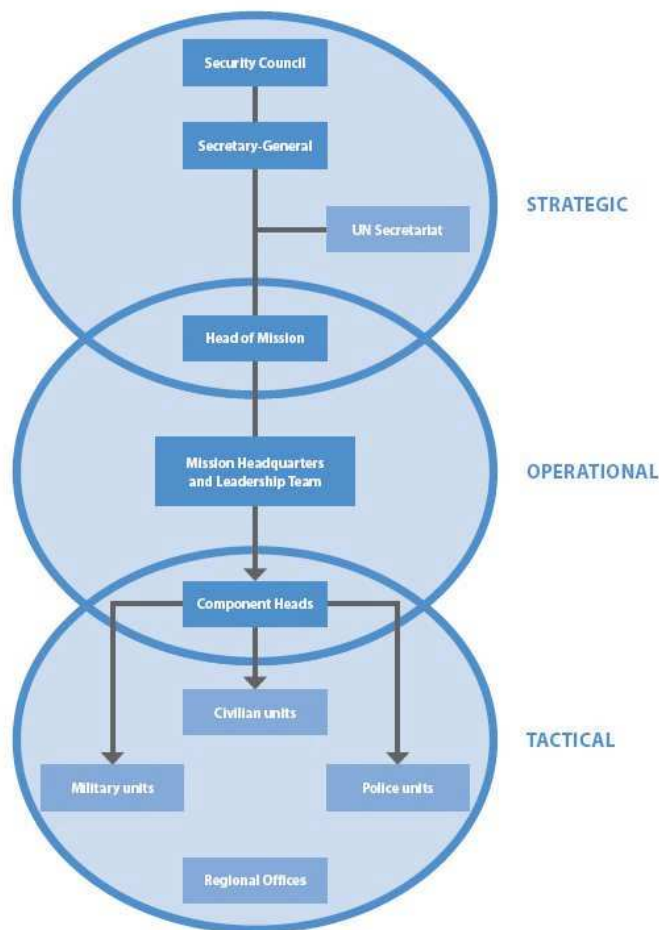 Security Council
Secretary-General
UN Secretariat
STRATEGIC
Head of Mission
Mission Headquarters
and Leadership Team
OPERATIONAL
Component Heads
Civilian units
TACTICAL
Military units
Police units
Regional Offices